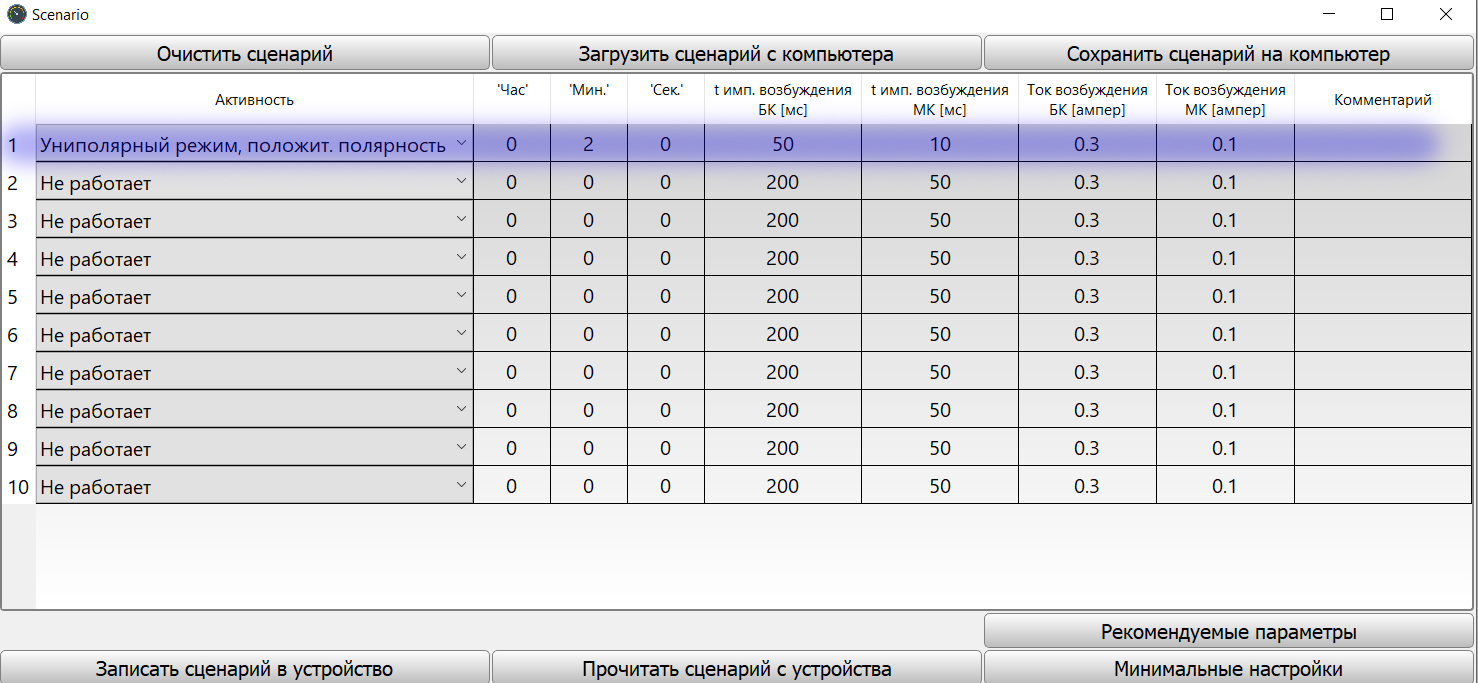 Scenario
Очистить сценарий Загрузить сценарий с компьютера Сохранить сценарий на компьютер
Активность 'Час' 'Мин.' 'Сек.' t имп. возбуждения БК [мс] t имп. возбуждения МК [мс] Ток возбуждения БК [ампер] Ток возбуждения МК [ампер] Комментарий
1 Униполярный режим, положит. полярность 0 2 0 50 10 0.3 0.1
2 Не работает 0 0 0 200 50 0.3 0.1
3 Не работает 0 0 0 200 50 0.3 0.1
4 Не работает 0 0 0 200 50 0.3 0.1
5 Не работает 0 0 0 200 50 0.3 0.1
6 Не работает 0 0 0 200 50 0.3 0.1
7 Не работает 0 0 0 200 50 0.3 0.1
8 Не работает 0 0 0 200 50 0.3 0.1
9 Не работает 0 0 0 200 50 0.3 0.1
10 Не работает 0 0 0 200 50 0.3 0.1
Рекомендуемые параметры
Записать сценарий в устройство Прочитать сценарий с устройства Минимальные настройки